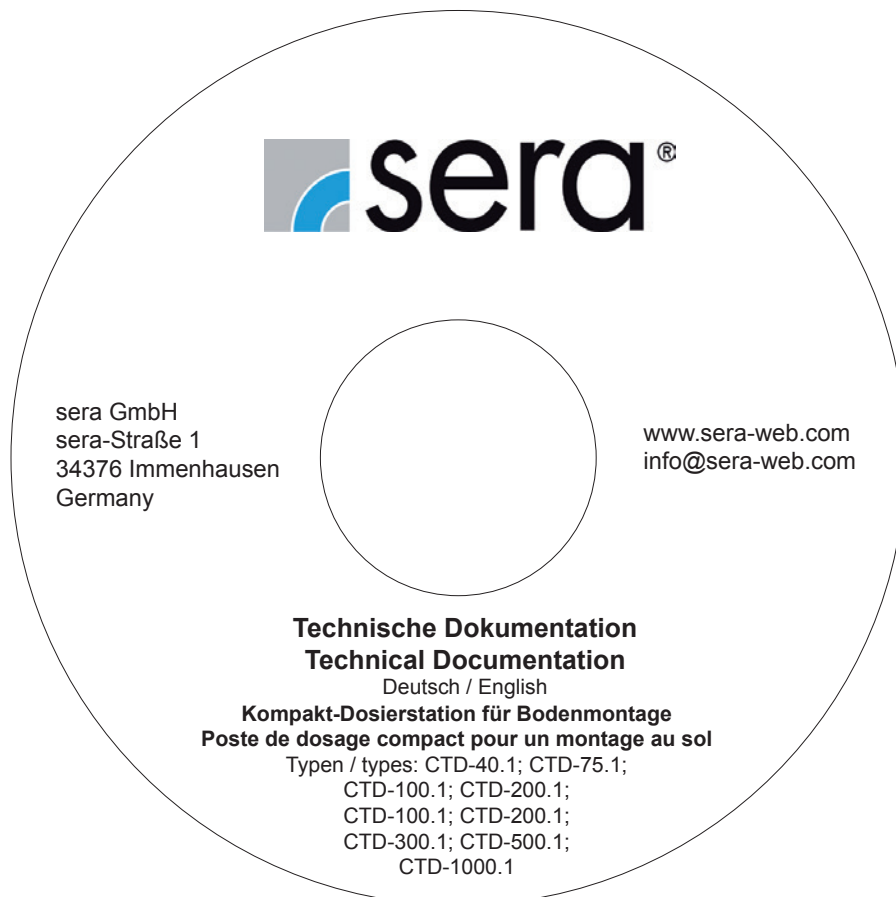 sera®
sera GmbH
sera-Straße 1
34376 Immenhausen
Germany
www.sera-web.com
info@sera-web.com
Technische Dokumentation
Technical Documentation
Deutsch / English
Kompakt-Dosierstation für Bodenmontage
Poste de dosage compact pour un montage au sol
Typen / types: CTD-40.1; CTD-75.1;
CTD-100.1; CTD-200.1;
CTD-100.1; CTD-200.1;
CTD-300.1; CTD-500.1;
CTD-1000.1